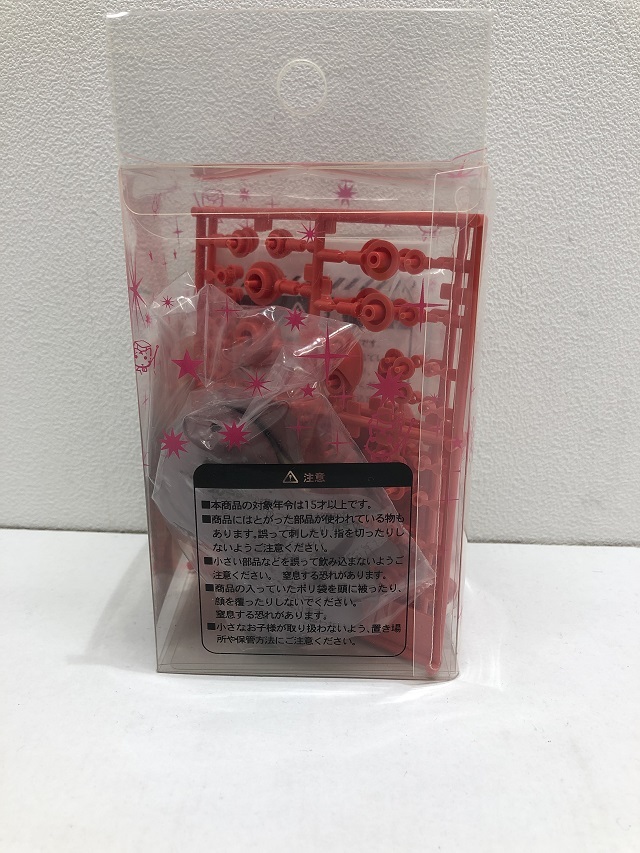 注意
■本商品の対象年令は15才以上です。
■商品にはとがった部品が使われている物も
あります。誤って刺したり、指を切ったりし
ないようご注意ください。
■小さい部品などを誤って飲み込まないようご
注意ください。 窒息する恐れがあります。
■商品の入っていたポリ袋を頭に被ったり、
顔を覆ったりしないでください。
窒息する恐れがあります。
■小さなお子様が取り扱わないよう、置き場
所や保管方法にご注意ください。